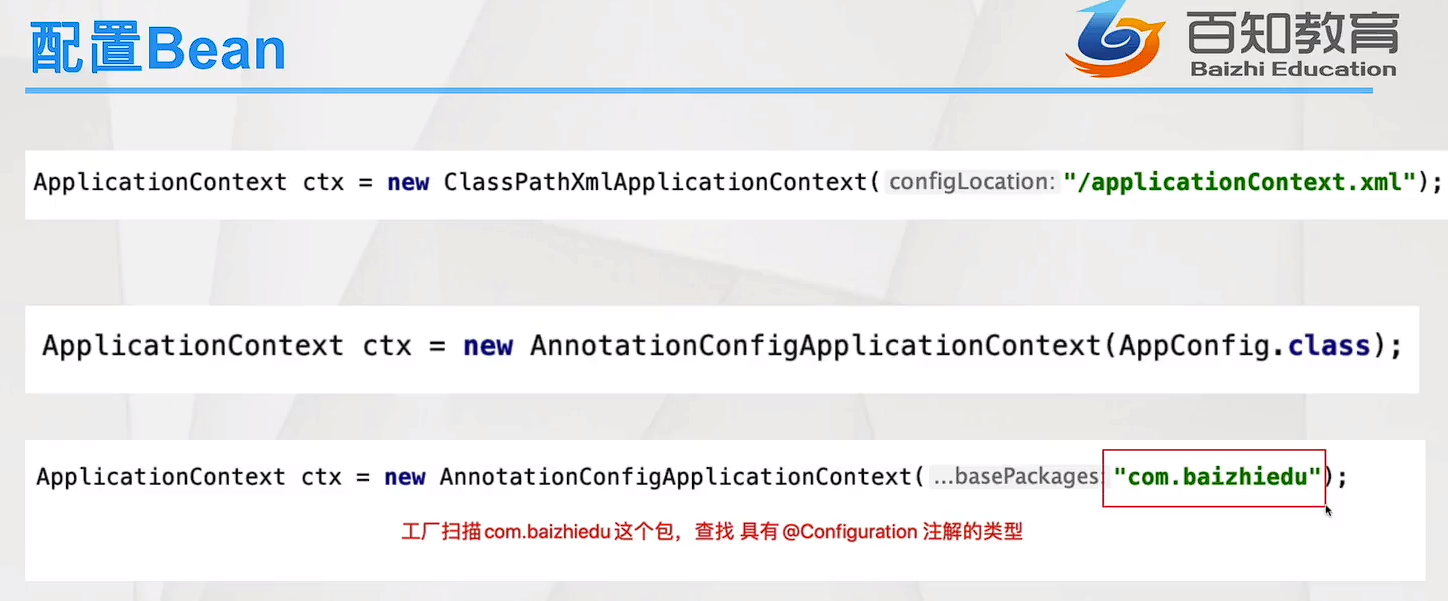 配置Bean
百知教育
Baizhi Education
ApplicationContext ctx = new ClassPathXmlApplicationContext( configLocation: "/applicationContext.xml");
ApplicationContext ctx = new AnnotationConfigApplicationContext(AppConfig.class);
ApplicationContext ctx = new AnnotationConfigApplicationContext( ...basePackages: "com.baizhiedu");
工厂扫描com.baizhiedu这个包，查找 具有 @Configuration 注解的类型